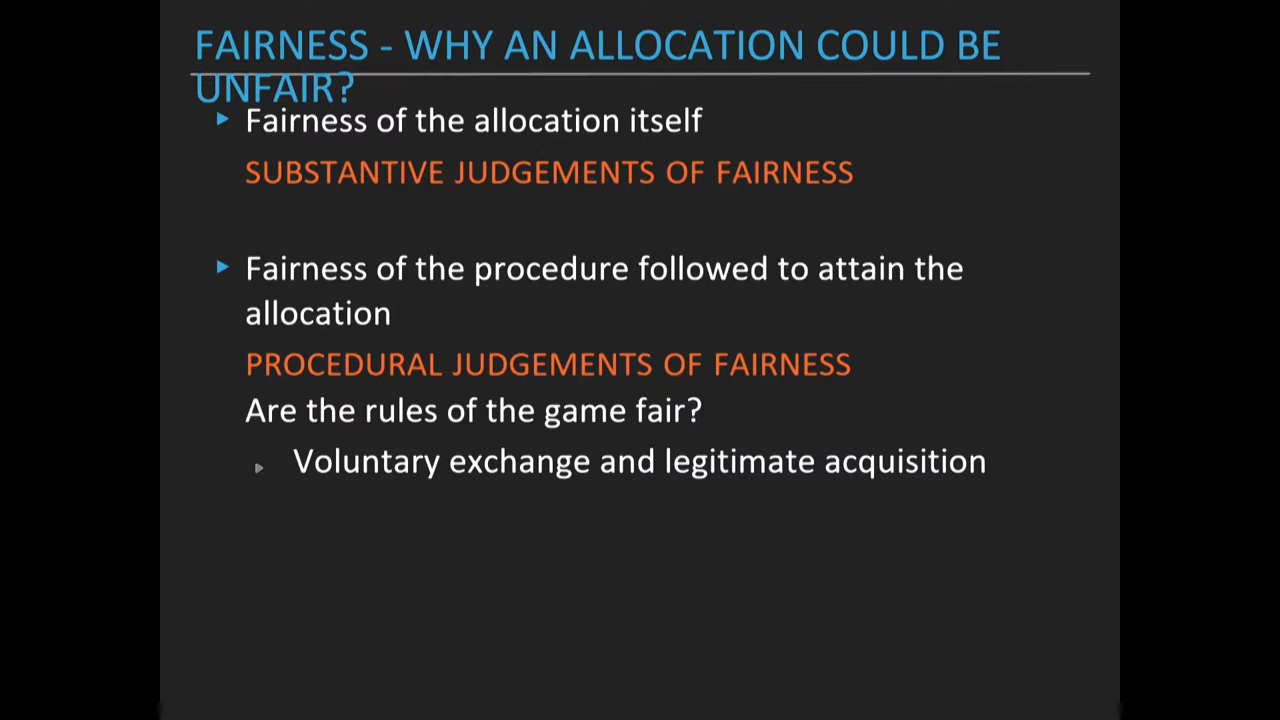 FAIRNESS - WHY AN ALLOCATION COULD BE
UNFAIR?
Fairness of the allocation itself
SUBSTANTIVE JUDGEMENTS OF FAIRNESS
Fairness of the procedure followed to attain the
allocation
PROCEDURAL JUDGEMENTS OF FAIRNESS
Are the rules of the game fair?
Voluntary exchange and legitimate acquisition